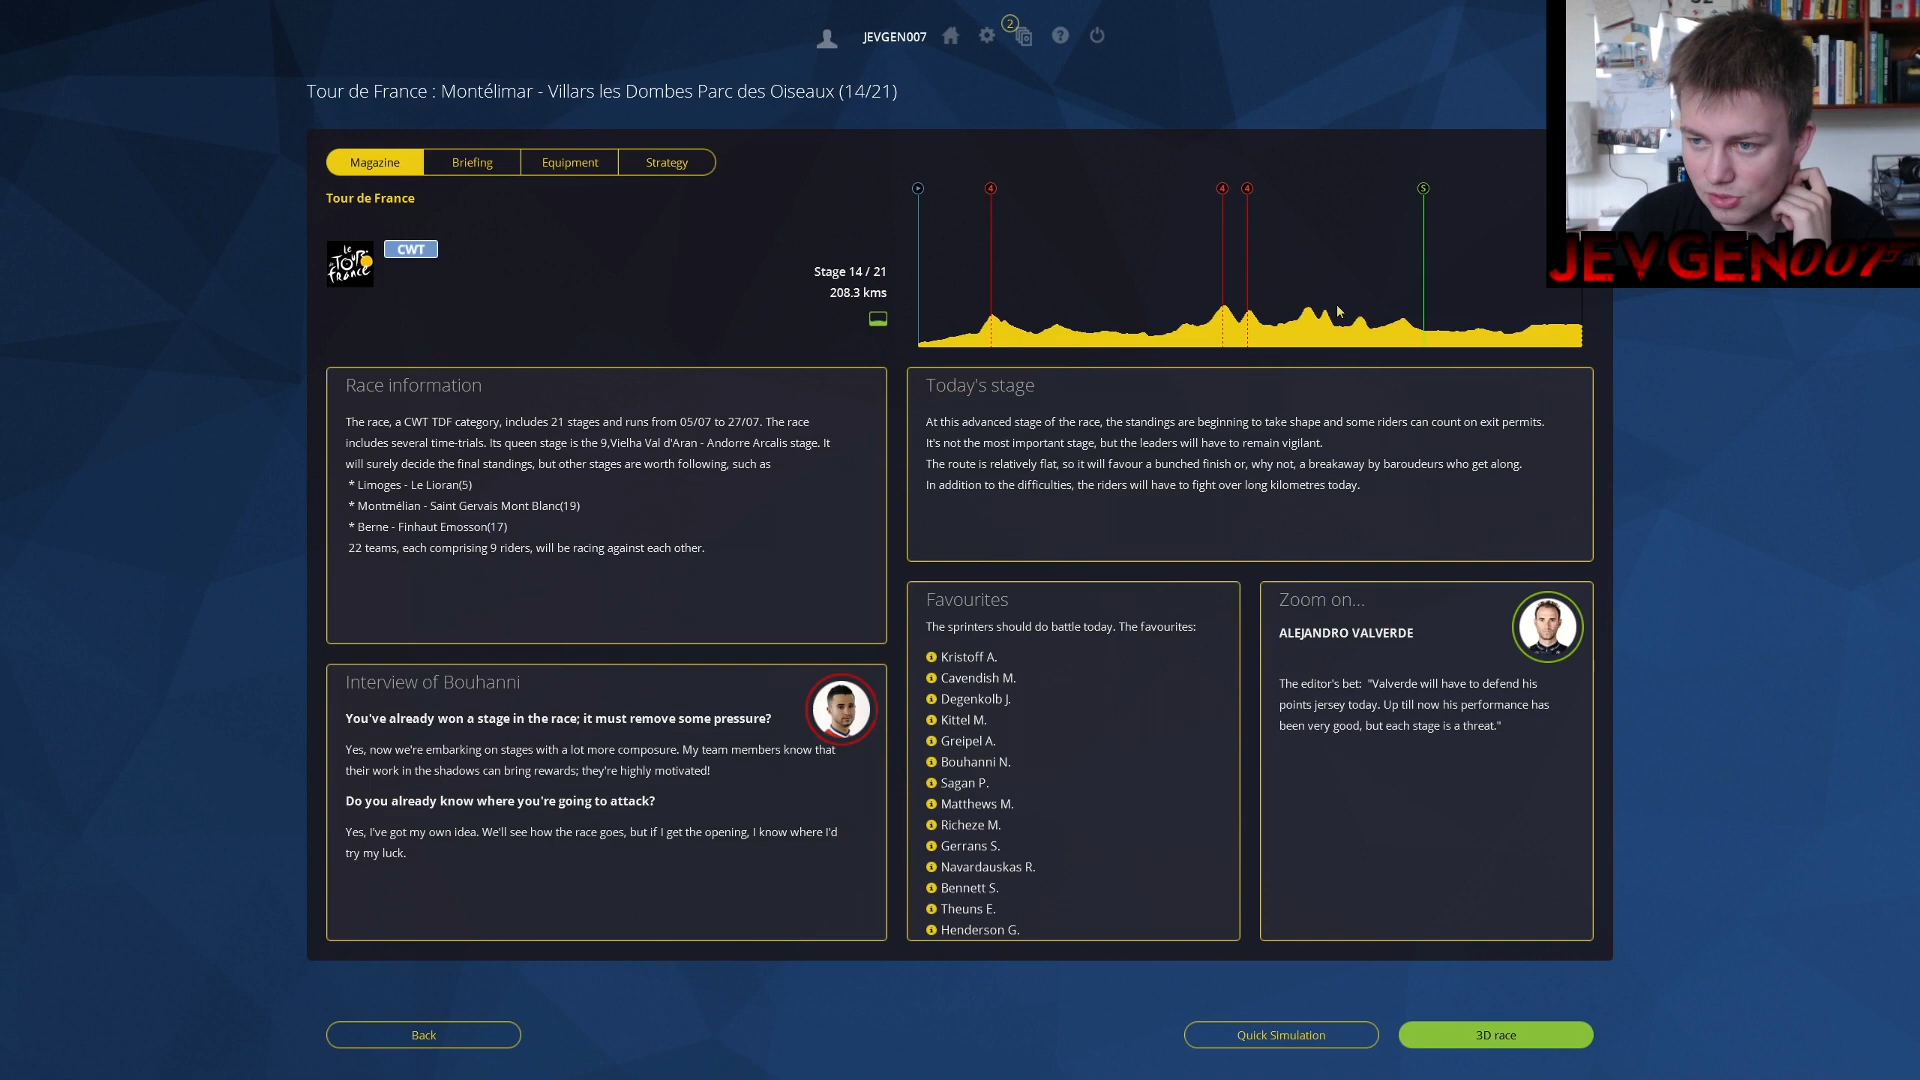 2
JEVGEN007
Tour de France : Montélimar - Villars les Dombes Parc des Oiseaux (14/21)
Magazine
Briefing
Equipment
Strategy
4
4
4
S
Tour de France
le
TOUR
de
france
CWT
Stage 14 / 21
208.3 kms
JEVGEN007
Race information
The race, a CWT TDF category, includes 21 stages and runs from 05/07 to 27/07. The race
includes several time-trials. Its queen stage is the 9,Vielha Val d'Aran - Andorre Arcalis stage. It
will surely decide the final standings, but other stages are worth following, such as
* Limoges - Le Lioran(5)
* Montmélian - Saint Gervais Mont Blanc(19)
* Berne - Finhaut Emosson(17)
22 teams, each comprising 9 riders, will be racing against each other.
Today's stage
At this advanced stage of the race, the standings are beginning to take shape and some riders can count on exit permits.
It's not the most important stage, but the leaders will have to remain vigilant.
The route is relatively flat, so it will favour a bunched finish or, why not, a breakaway by baroudeurs who get along.
In addition to the difficulties, the riders will have to fight over long kilometres today.
Interview of Bouhanni
You've already won a stage in the race; it must remove some pressure?
Yes, now we're embarking on stages with a lot more composure. My team members know that
their work in the shadows can bring rewards; they're highly motivated!
Do you already know where you're going to attack?
Yes, I've got my own idea. We'll see how the race goes, but if I get the opening, I know where I'd
try my luck.
Favourites
The sprinters should do battle today. The favourites:
Kristoff A.
Cavendish M.
Degenkolb J.
Kittel M.
Greipel A.
Bouhanni N.
Sagan P.
Matthews M.
Richeze M.
Gerrans S.
Navardauskas R.
Bennett S.
Theuns E.
Henderson G.
Zoom on...
ALEJANDRO VALVERDE
The editor's bet:  "Valverde will have to defend his
points jersey today. Up till now his performance has
been very good, but each stage is a threat."
Back
Quick Simulation
3D race